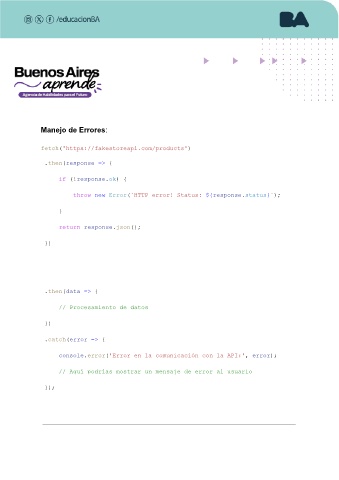 /educacionBA
BA
Buenos Aires
aprende
Agencia de Habilidades para el Futuro
Manejo de Errores:
fetch("https://fakestoreapi.com/products")
.then(response => {
if (!response.ok) {
throw new Error(`HTTP error! Status: ${response.status}`);
}
return response.json();
})
.then(data => {
// Procesamiento de datos
})
.catch(error => {
console.error('Error en la comunicación con la API:', error);
// Aquí podrías mostrar un mensaje de error al usuario
});